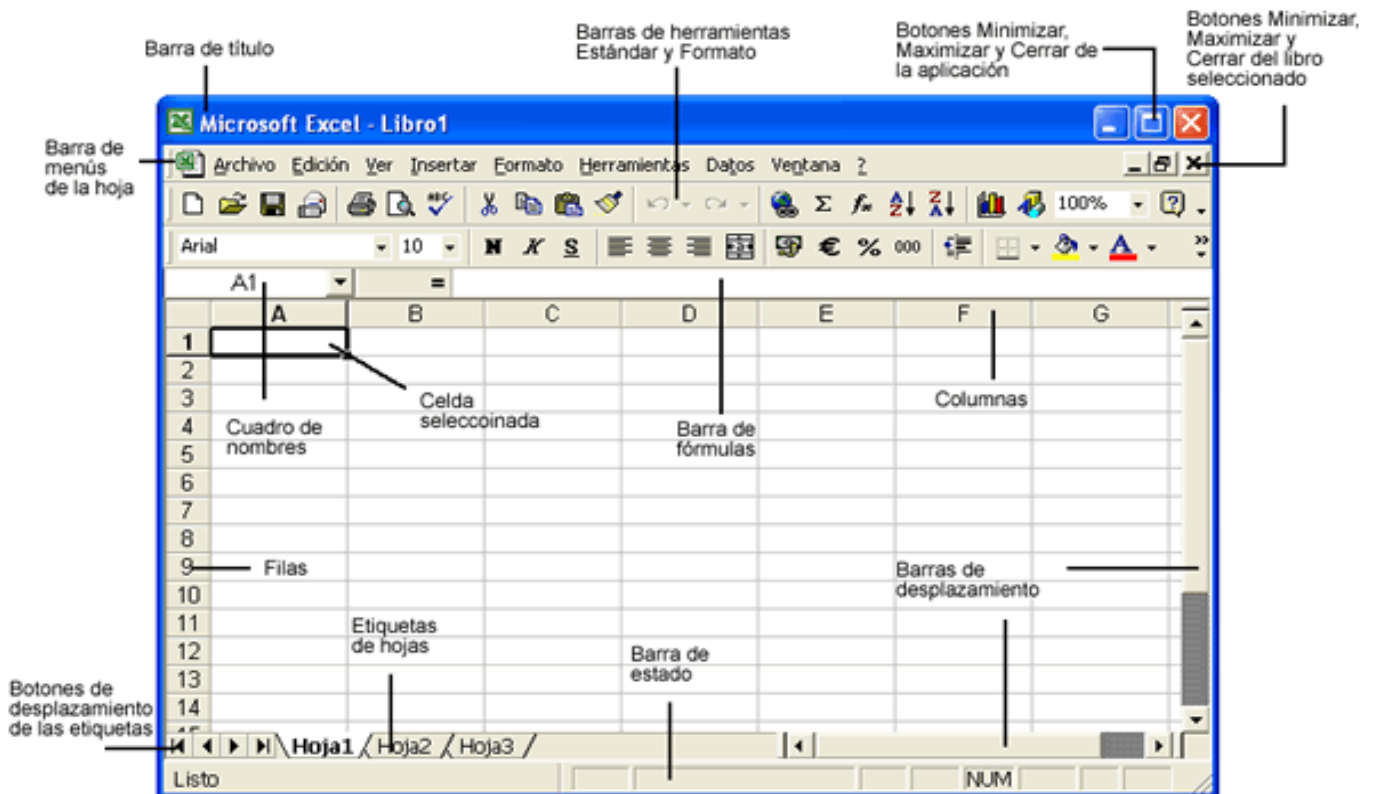 Barra de título
Barras de herramientas
Estándar y Formato
Botones Minimizar,
Maximizar y Cerrar de
la aplicación
Botones Minimizar,
Maximizar y
Cerrar del libro
seleccionado
Microsoft Excel - Libro1
Barra de
menús
de la hoja
Archivo Edición Ver Insertar Formato Herramientas Datos Ventana ?
ABC Σ fx A Z Z A 100% ?
Arial 10 N K S € % 000 A »
A1 =
A B C D E F G
1
2
3
4
5
6
7
8
9
10
11
12
13
14
15
Celda
seleccoinada
Columnas
Cuadro de
nombres
Barra de
fórmulas
Filas
Barras de
desplazamiento
Etiquetas
de hojas
Barra de
estado
Botones de
desplazamiento
de las etiquetas
Hoja1 Hoja2 Hoja3
Listo NUM